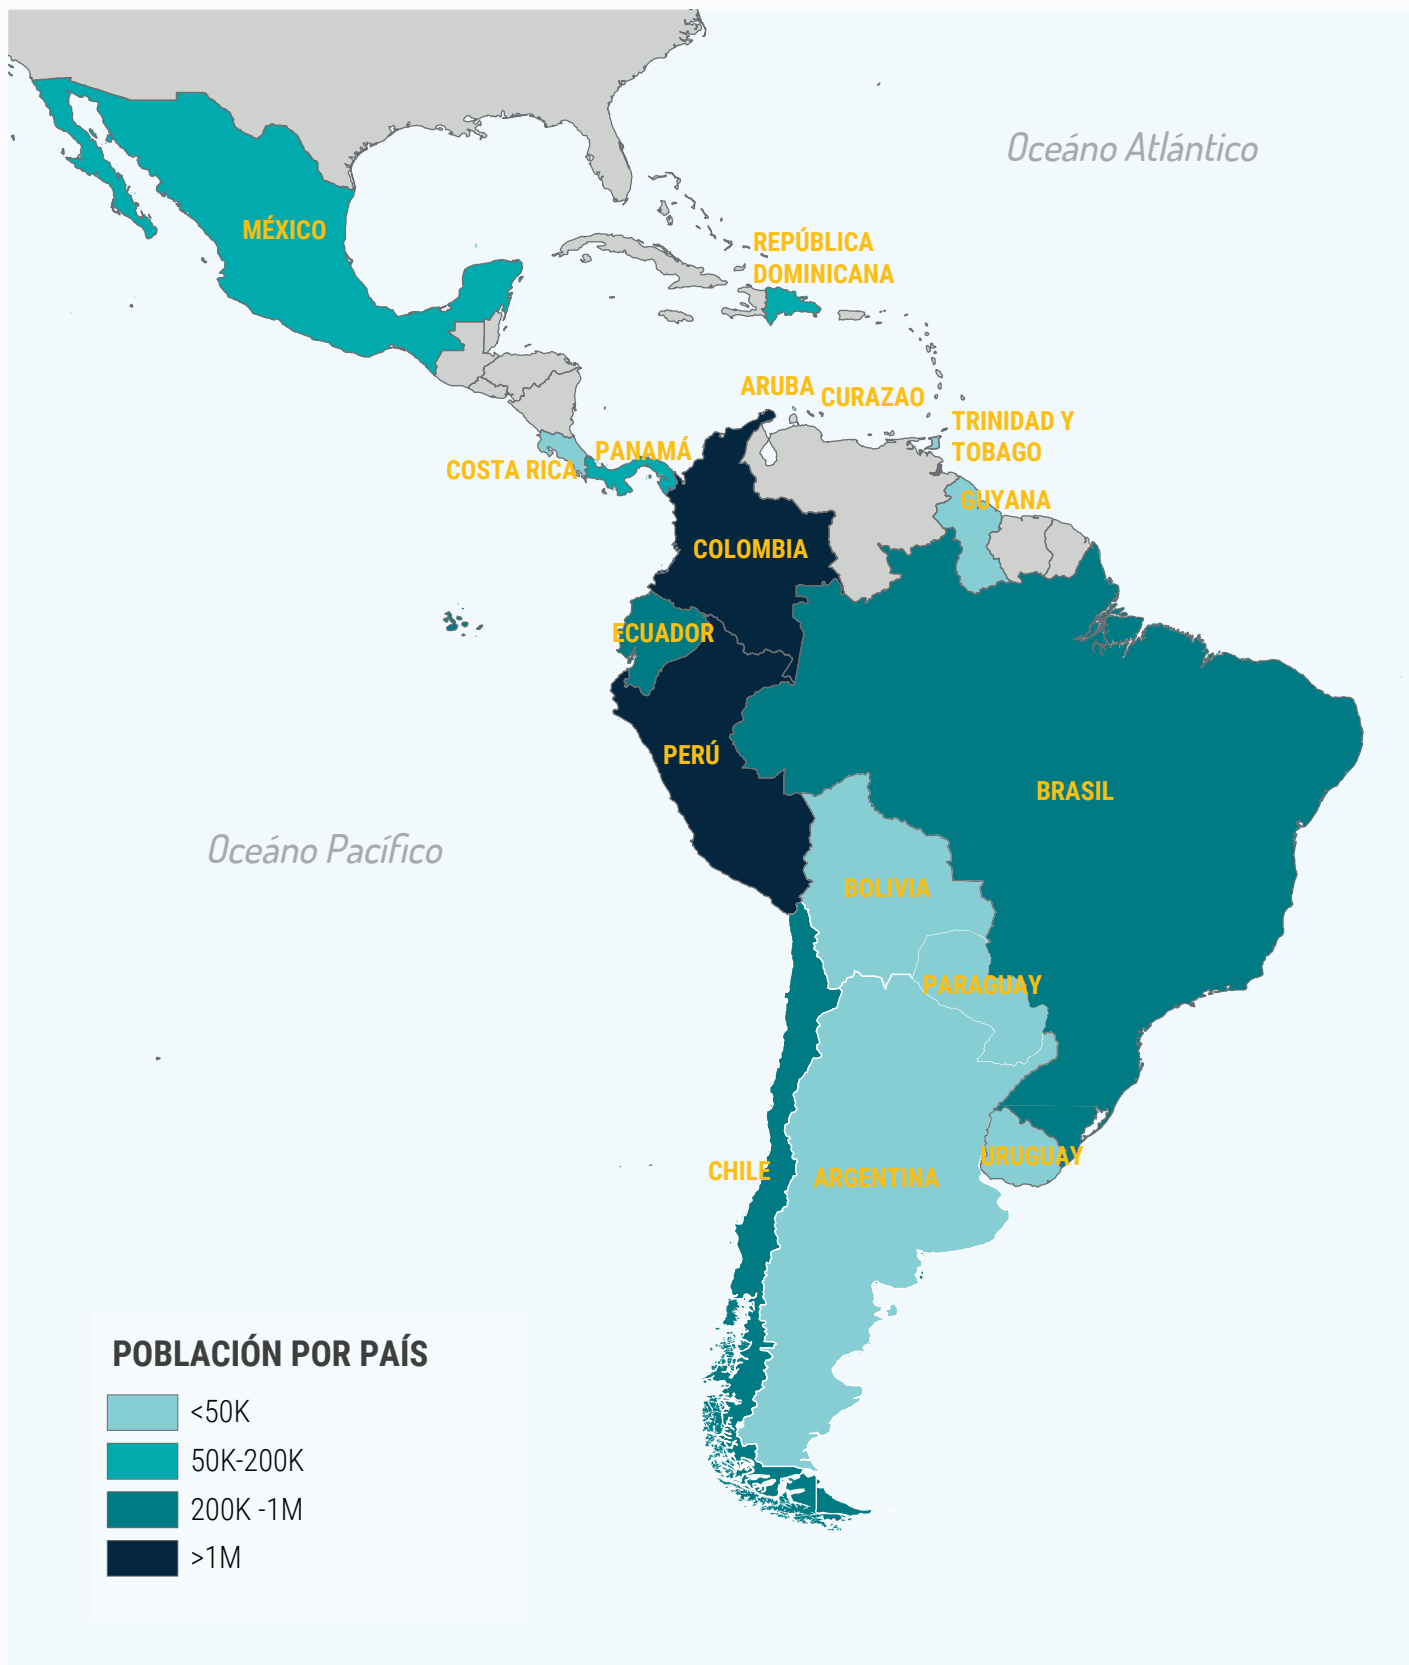 Oceáno Atlántico
MÉXICO
REPÚBLICA
DOMINICANA
ARUBA
CURAZAO
TRINIDAD Y
TOBAGO
PANAMÁ
COSTA RICA
GUYANA
COLOMBIA
ECUADOR
PERÚ
BRASIL
Oceáno Pacífico
BOLIVIA
PARAGUAY
URUGUAY
CHILE
ARGENTINA
POBLACIÓN POR PAÍS
<50K
50K-200K
200K -1M
>1M